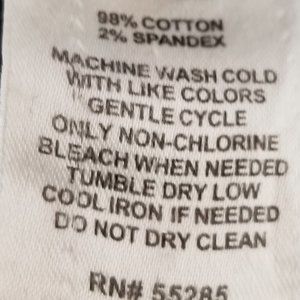 98% COTTON
2% SPANDEX
MACHINE WASH COLD
WITH LIKE COLORS
GENTLE CYCLE
ONLY NON-CHLORINE
BLEACH WHEN NEEDED
TUMBLE DRY LOW
COOL IRON IF NEEDED
DO NOT DRY CLEAN
RN# 55285